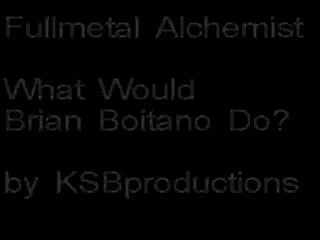 Fullmetal Alchemist
What Would
Brian Boitano Do?
by KSBproductions